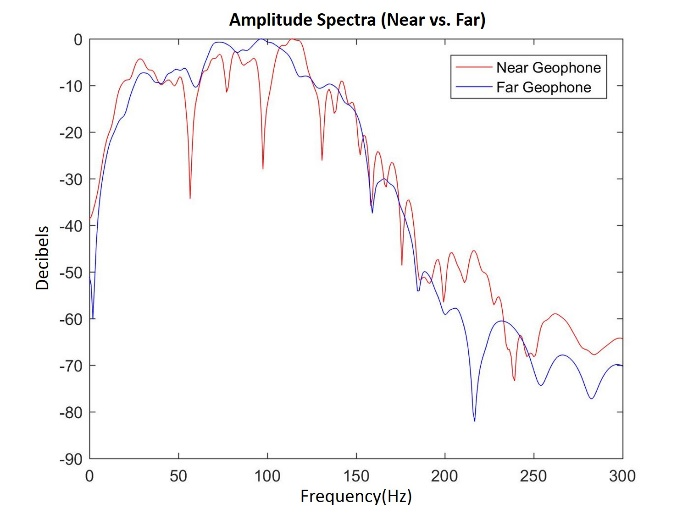 Amplitude Spectra (Near vs. Far)
0
-10
-20
-30
-40
-50
-60
-70
-80
-90
Decibels
Near Geophone
Far Geophone
0 50 100 150 200 250 300
Frequency(Hz)